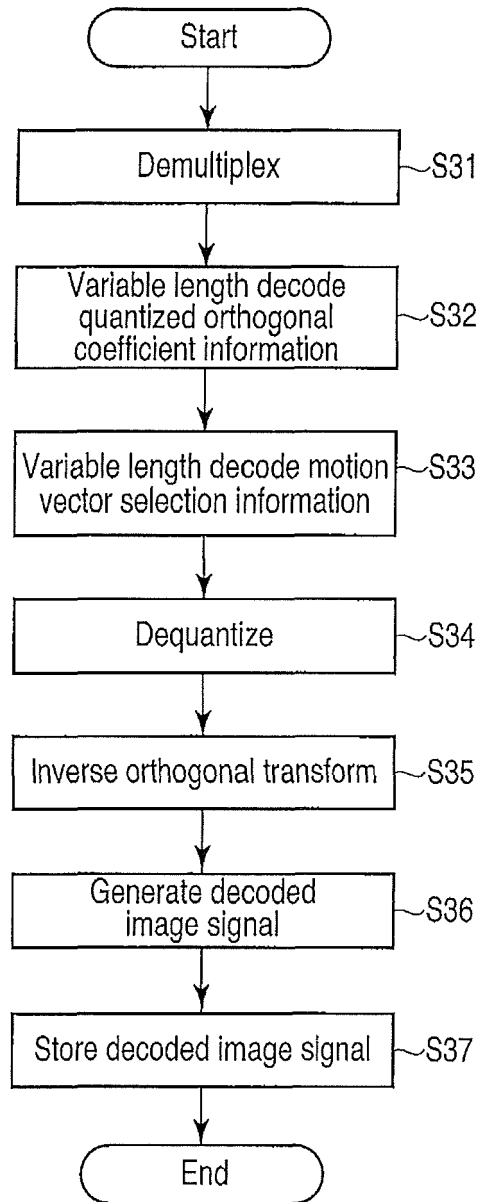 Start
Demultiplex
S31
Variable length decode
quantized orthogonal
coefficient information
S32
Variable length decode motion
vector selection information
S33
Dequantize
S34
Inverse orthogonal transform
S35
Generate decoded
image signal
S36
Store decoded image signal
S37
End